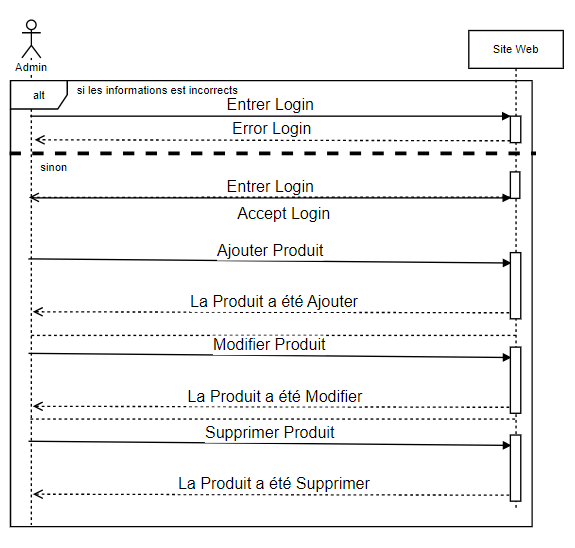 Admin
Site Web
alt
si les informations est incorrects
Entrer Login
Error Login
sinon
Entrer Login
Accept Login
Ajouter Produit
La Produit a été Ajouter
Modifier Produit
La Produit a été Modifier
Supprimer Produit
La Produit a été Supprimer